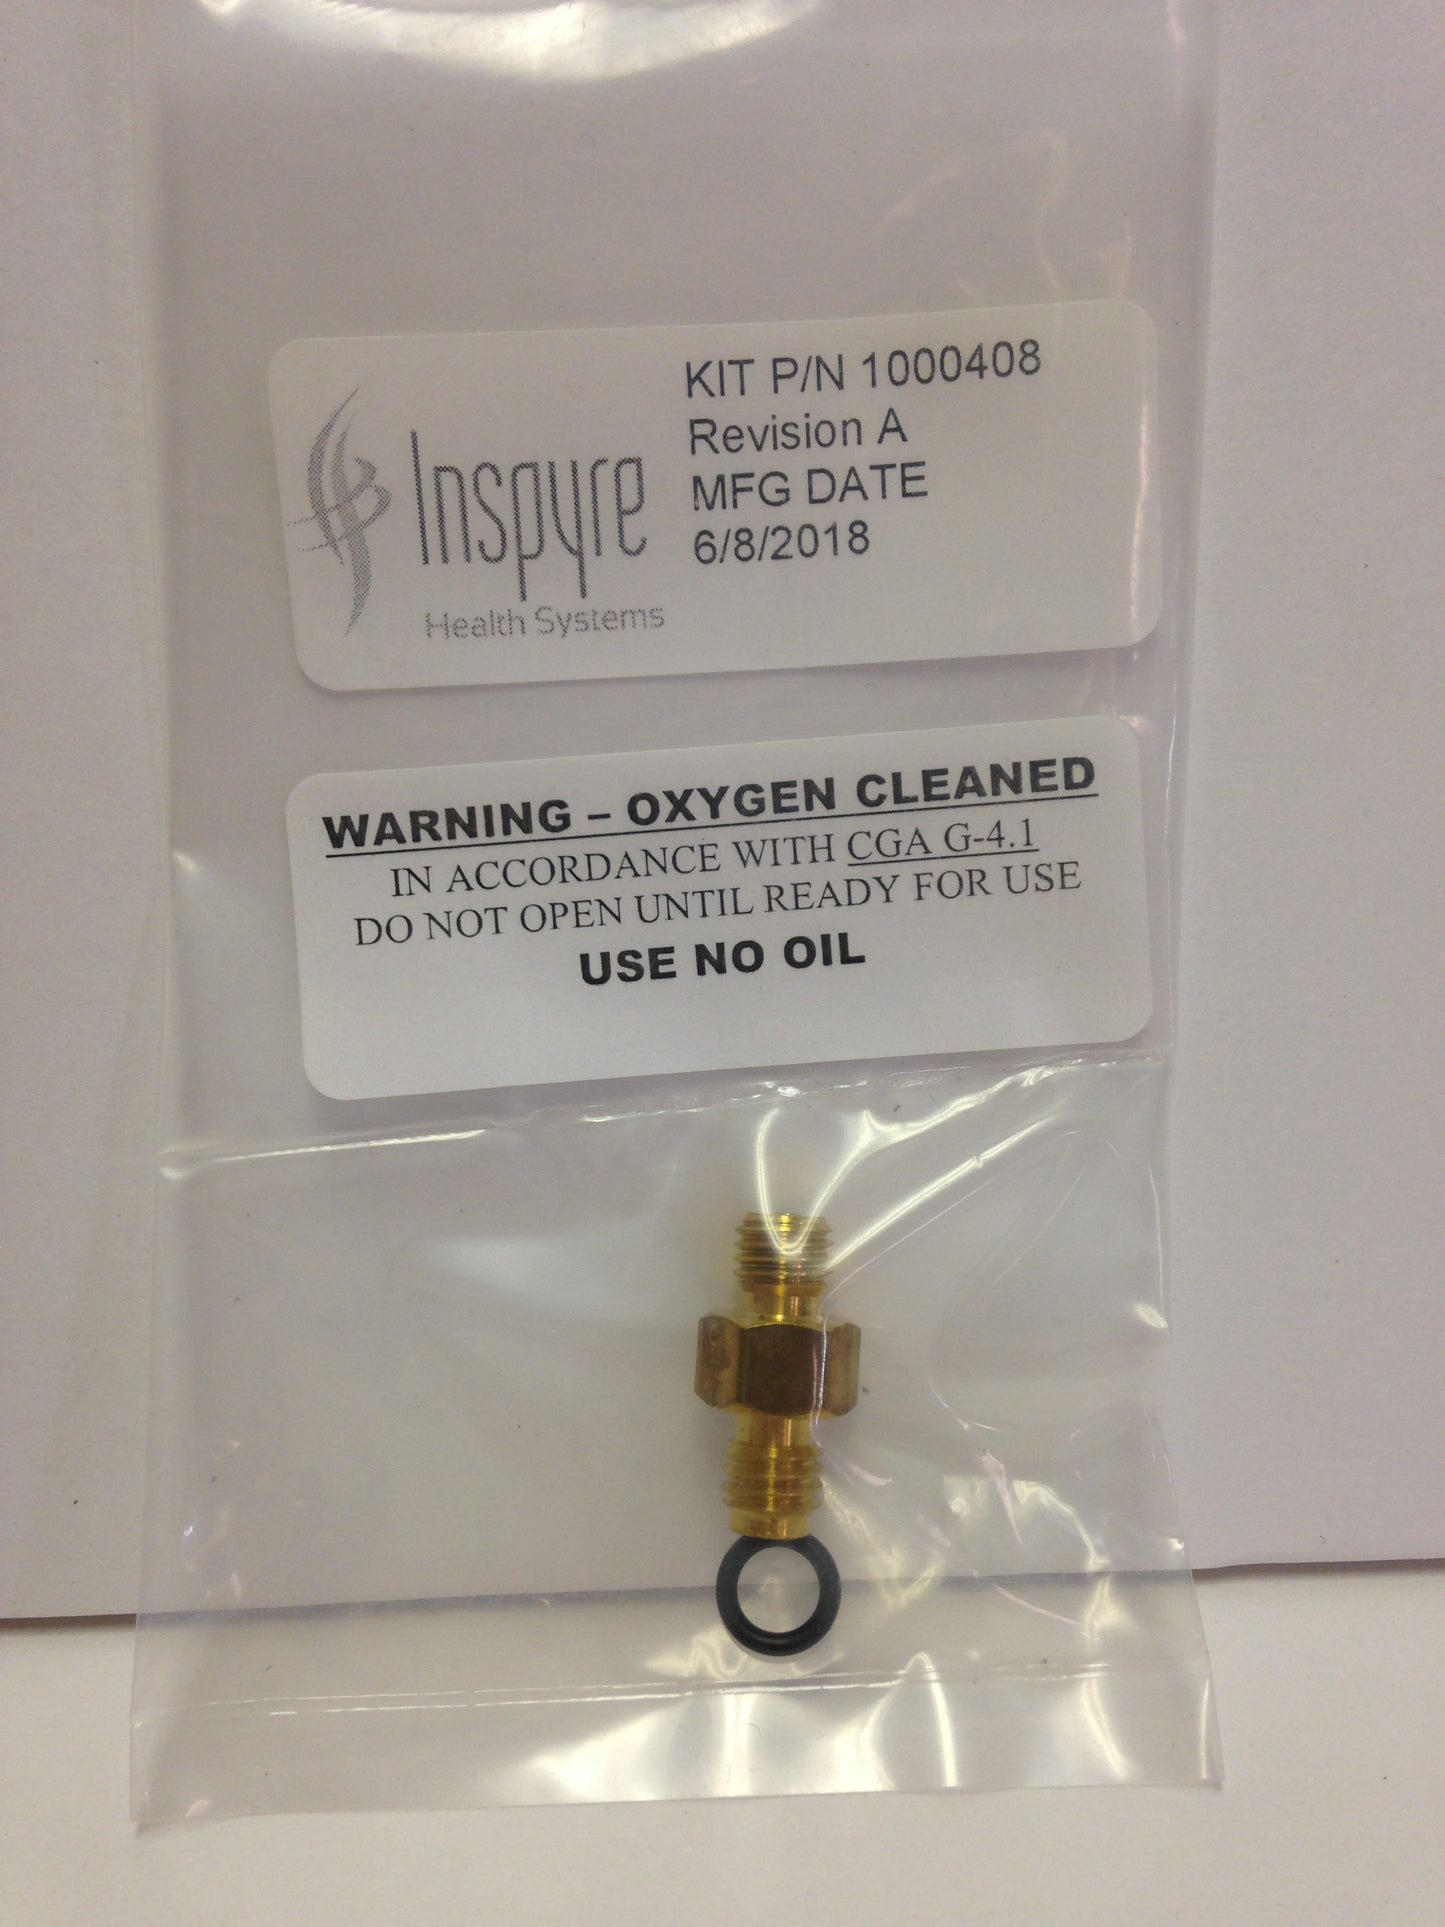 Inspyre
Health Systems
KIT P/N 1000408
Revision A
MFG DATE
6/8/2018
WARNING – OXYGEN CLEANED
IN ACCORDANCE WITH CGA G-4.1
DO NOT OPEN UNTIL READY FOR USE
USE NO OIL